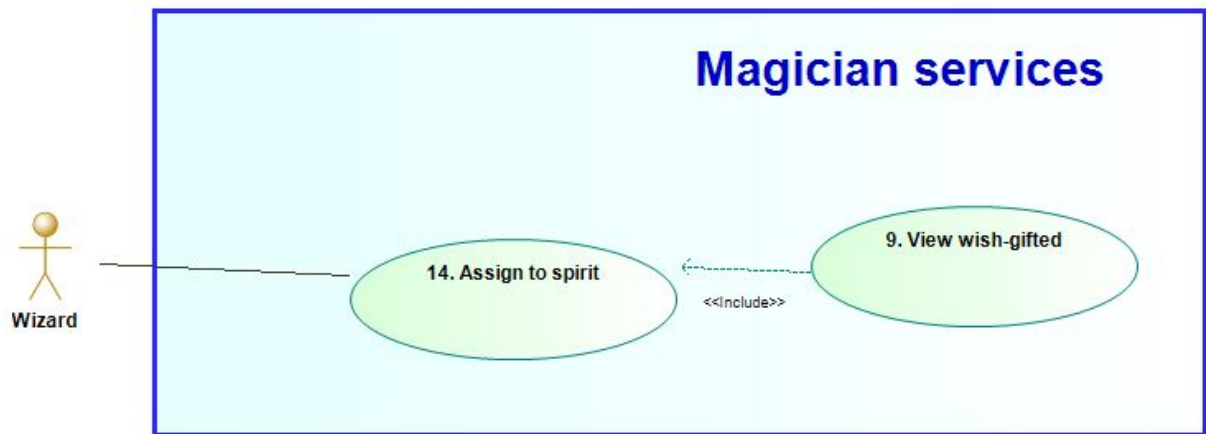 Magician services
9. View wish-gifted
14. Assign to spirit
<<Include>>
Wizard